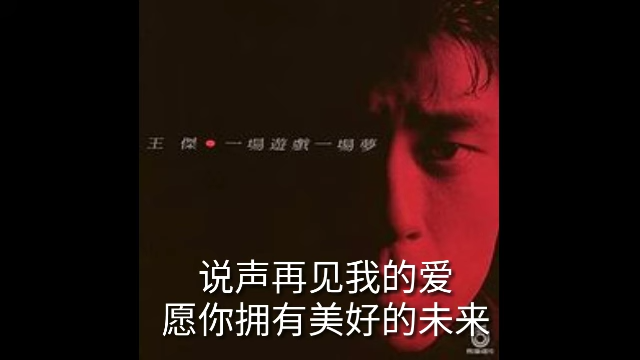 王傑●一場遊戲一場夢
说声再见我的爱
愿你拥有美好的未来